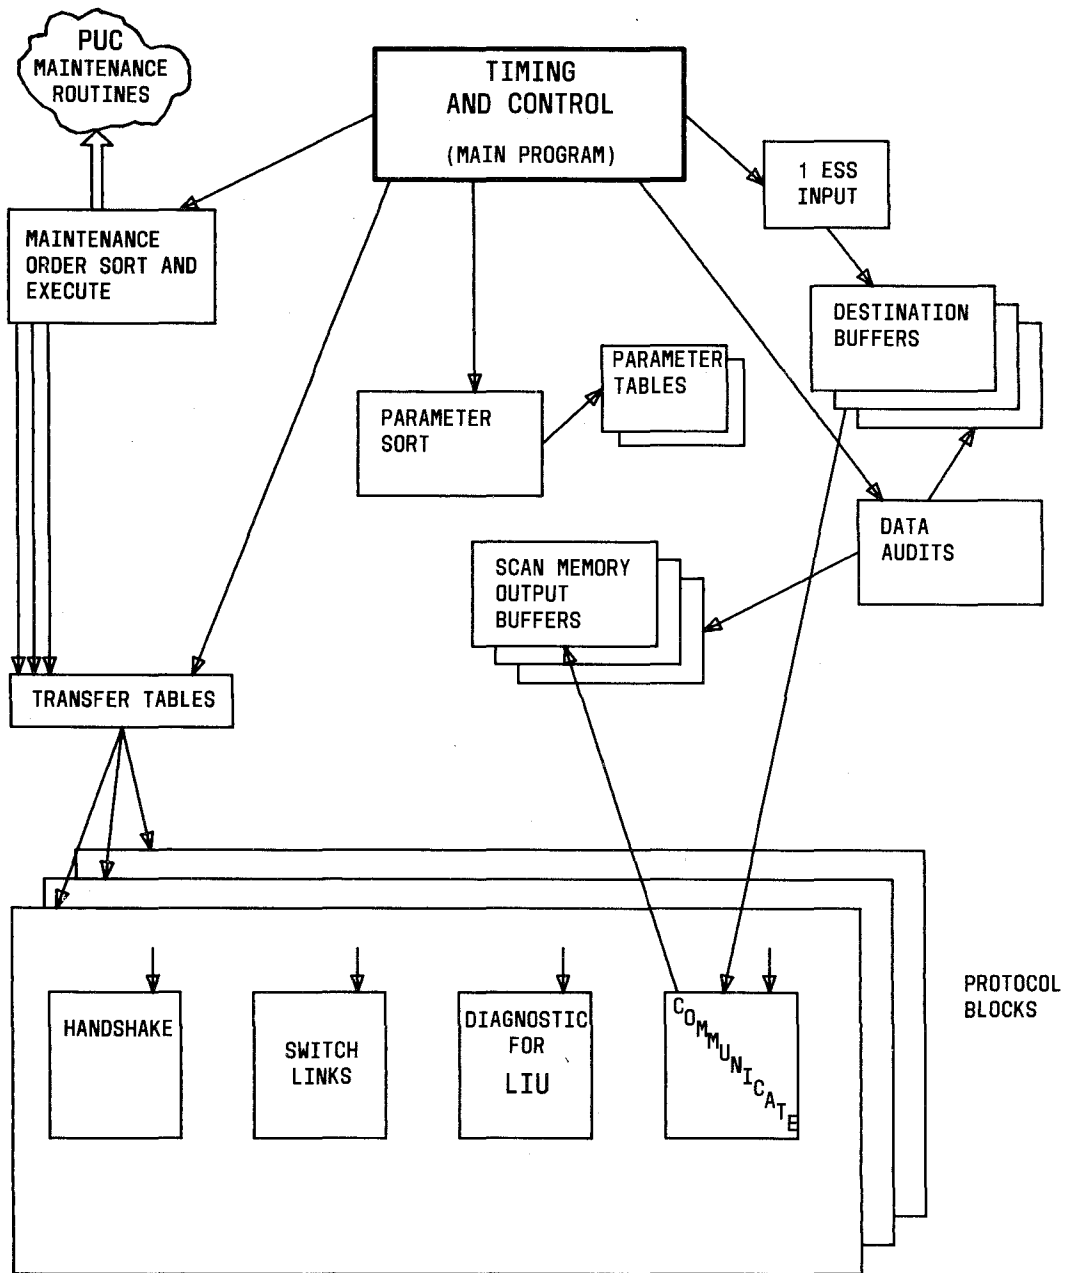 PUC
MAINTENANCE
ROUTINES
TIMING
AND CONTROL
(MAIN PROGRAM)
1 ESS
INPUT
MAINTENANCE
ORDER SORT AND
EXECUTE
DESTINATION
BUFFERS
PARAMETER
TABLES
PARAMETER
SORT
DATA
AUDITS
SCAN MEMORY
OUTPUT
BUFFERS
TRANSFER TABLES
PROTOCOL
BLOCKS
HANDSHAKE
SWITCH
LINKS
DIAGNOSTIC
FOR
LIU
COMMUNICATE